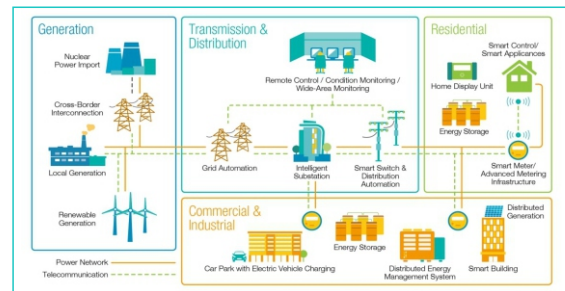 Generation
Nuclear
Power Import
Cross-Border
Interconnection
Local Generation
Renewable
Generation
Power Network
Telecommunication
Transmission &
Distribution
Remote Control / Condition Monitoring /
Wide-Area Monitoring
Grid Automation
Intelligent
Substation
Smart Switch &
Distribution
Automation
Residential
Smart Control/
Smart Applicances
Home Display Unit
Energy Storage
Smart Meter/
Advanced Metering
Infrastructure
Commercial &
Industrial
Car Park with Electric Vehicle Charging
Energy Storage
Distributed Energy
Management System
Distributed
Generation
Smart Building